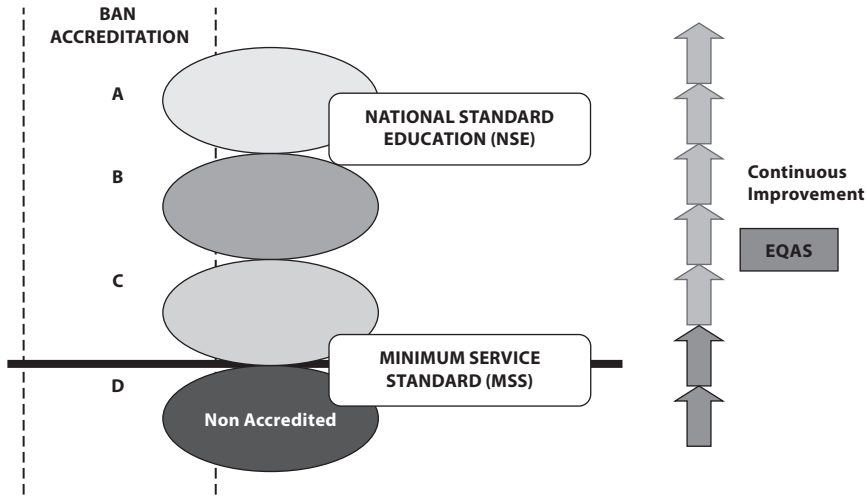 BAN
ACCREDITATION
A
NATIONAL STANDARD
EDUCATION (NSE)
B
Continuous
Improvement
EQAS
C
MINIMUM SERVICE
STANDARD (MSS)
D
Non Accredited